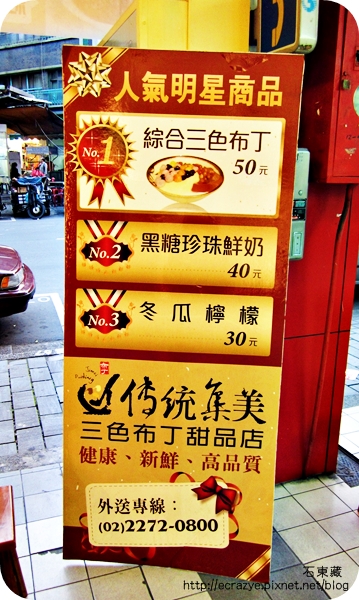 人氣明星商品
No.1
綜合三色布丁
50元
No.2
黑糖珍珠鮮奶
40元
No.3
冬瓜檸檬
30元
傳統集美
三色布丁甜品店
健康、新鮮、高品質
外送專線：
(02)2272-0800
石東藏
http://ecrazye.pixnet.net/blog